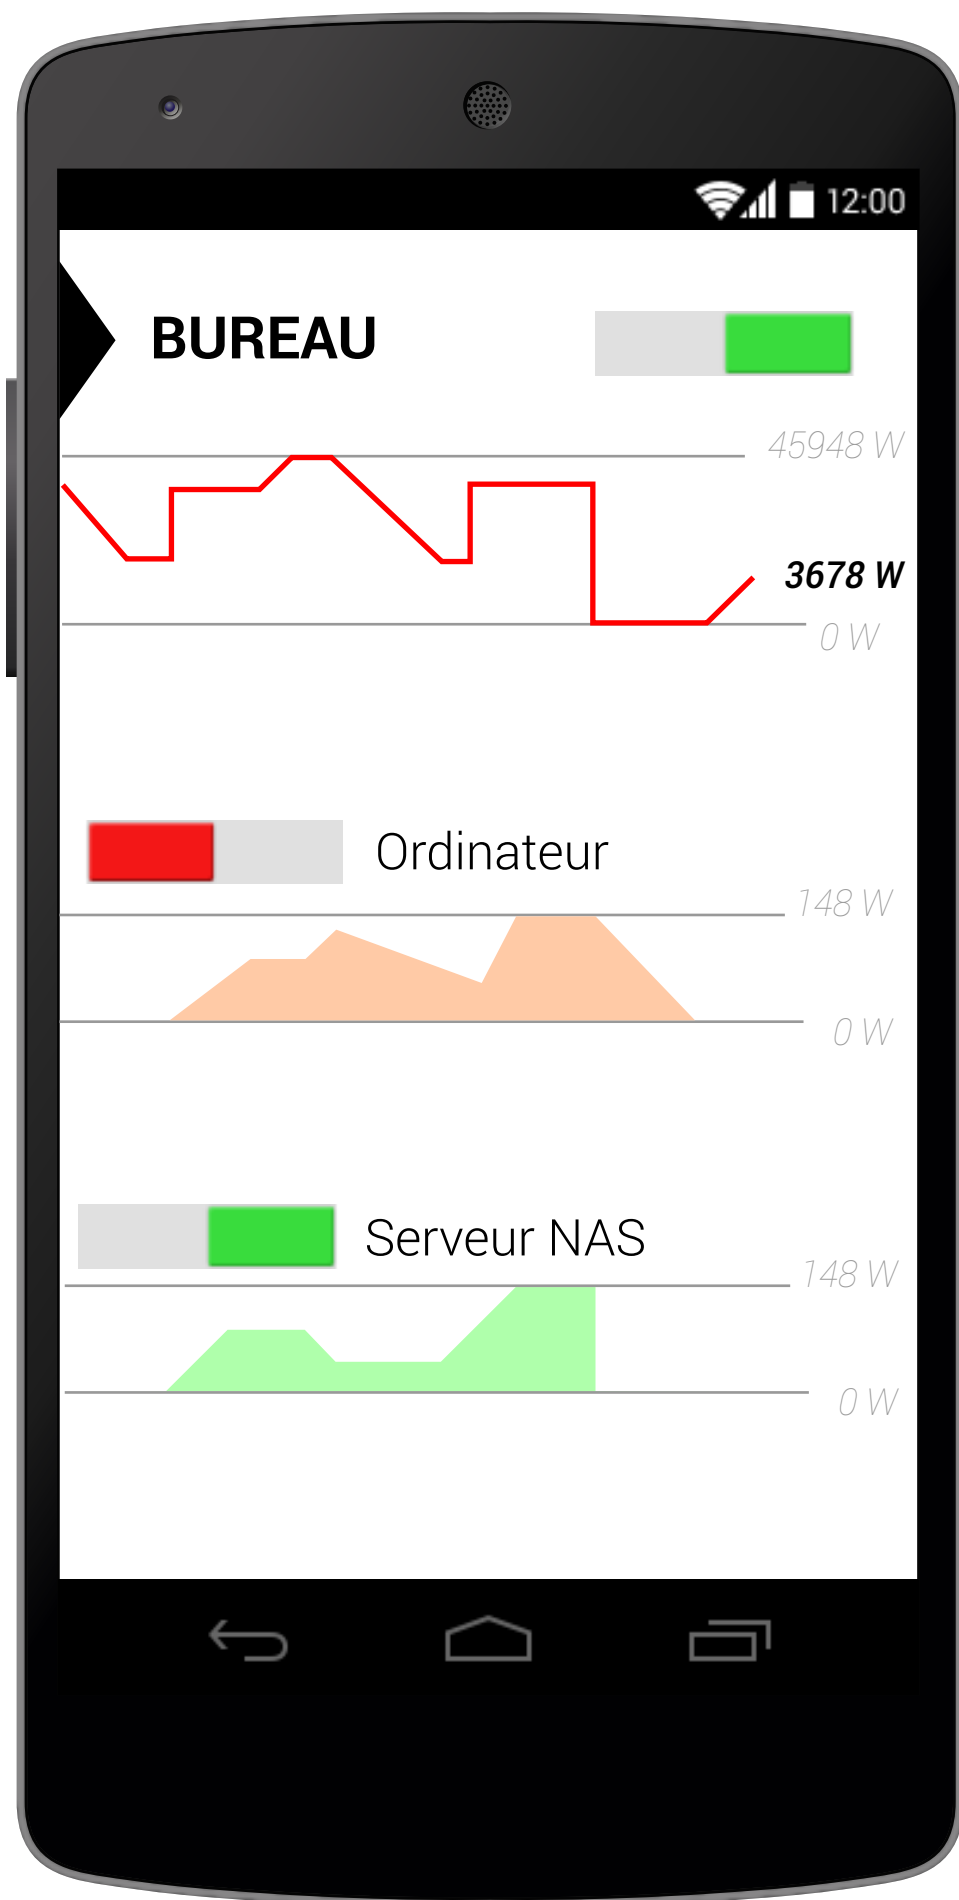 12:00
BUREAU
45948 W
3678 W
0 W
Ordinateur
148 W
0 W
Serveur NAS
148 W
0 W